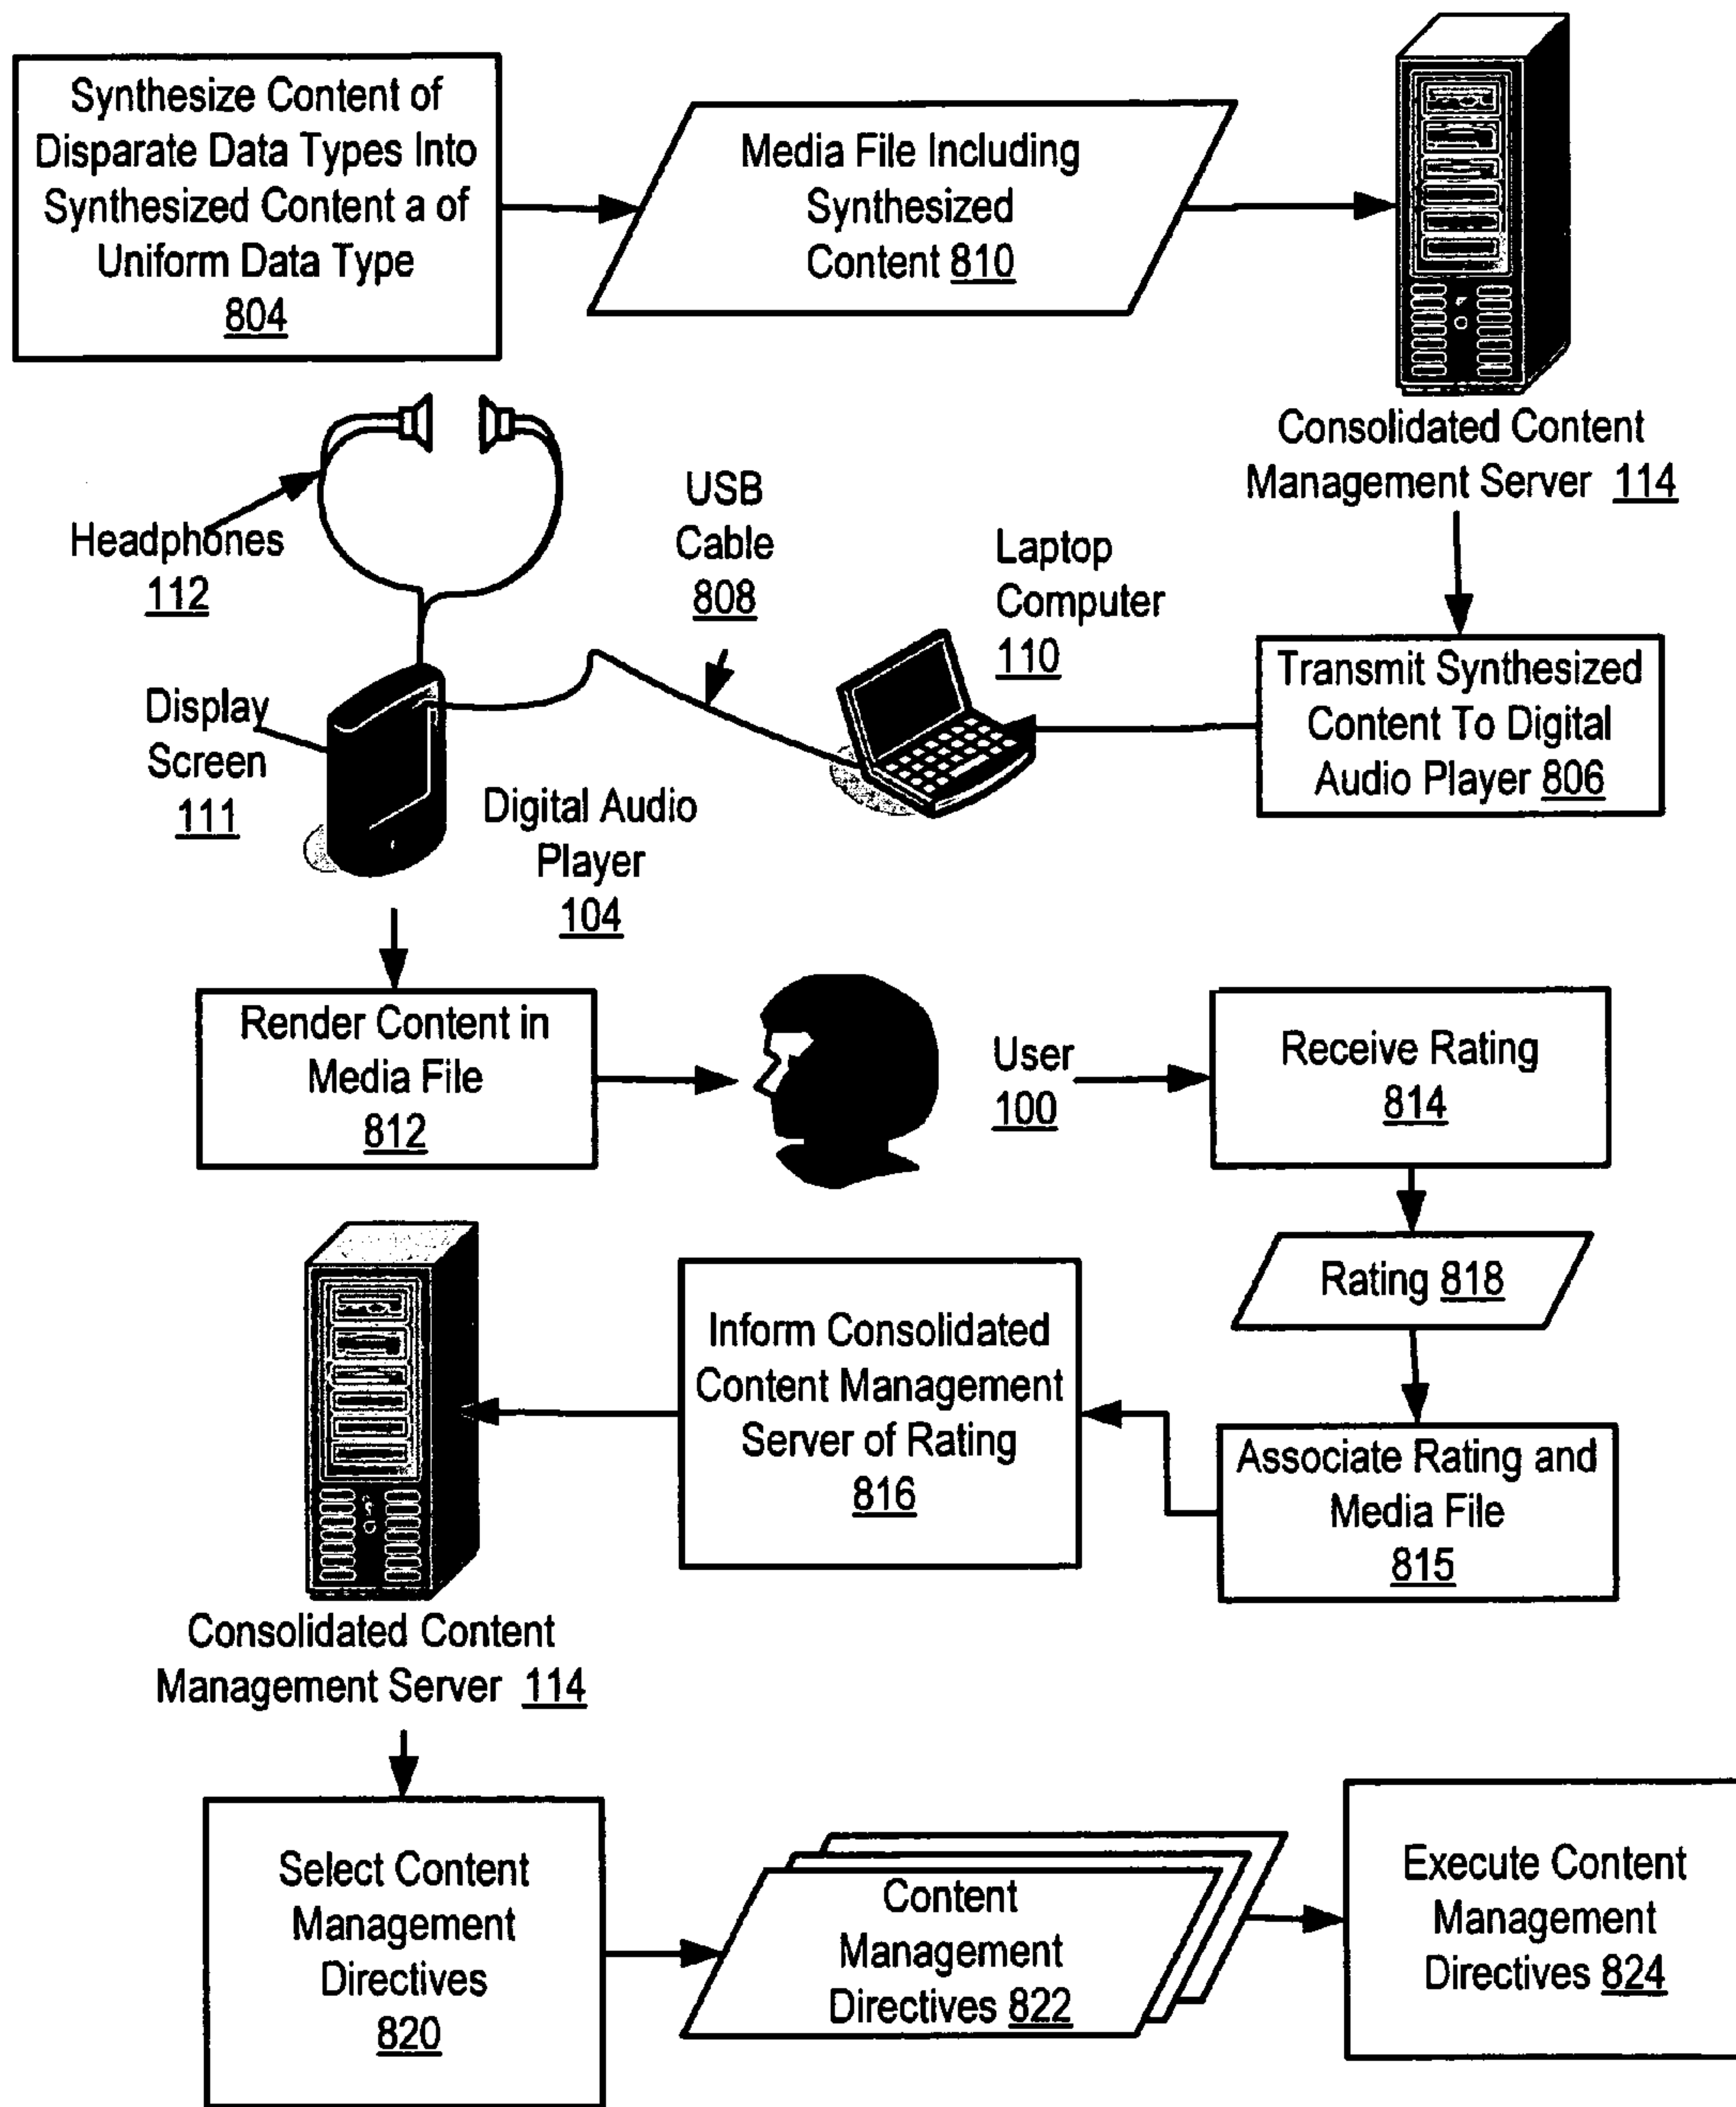 Synthesize Content of
Disparate Data Types Into
Synthesized Content a of
Uniform Data Type
804
Media File Including
Synthesized
Content 810
Consolidated Content
Management Server 114
Headphones
112
USB
Cable
808
Laptop
Computer
110
Transmit Synthesized
Content To Digital
Audio Player 806
Display
Screen
111
Digital Audio
Player
104
Render Content in
Media File
812
User
100
Receive Rating
814
Rating 818
Inform Consolidated
Content Management
Server of Rating
816
Associate Rating and
Media File
815
Consolidated Content
Management Server 114
Select Content
Management
Directives
820
Content
Management
Directives 822
Execute Content
Management
Directives 824